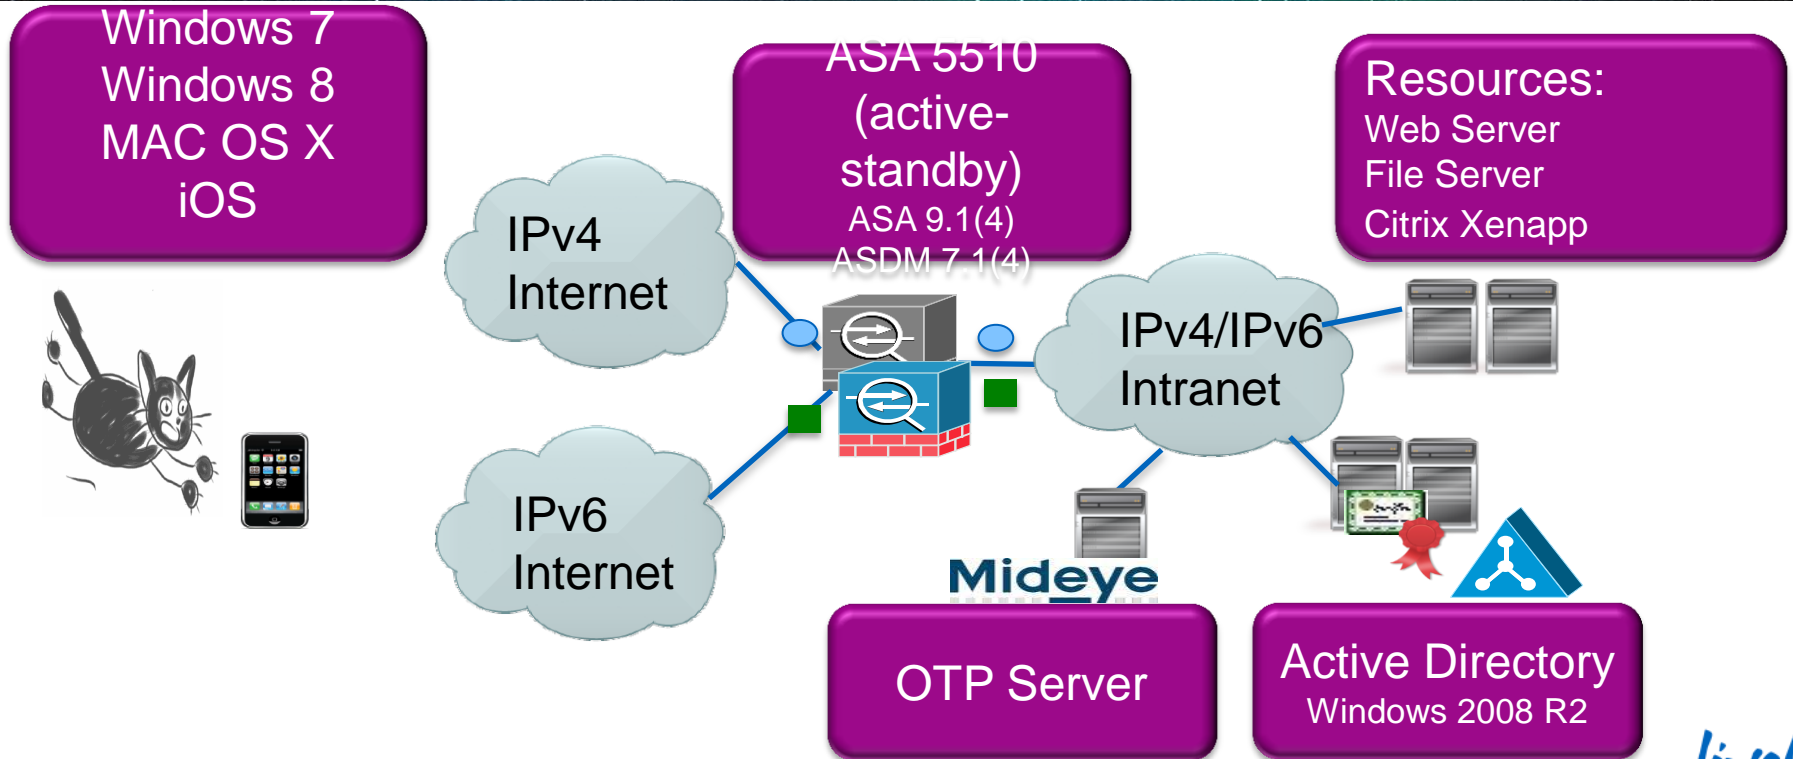 Windows 7
Windows 8
MAC OS X
iOS
ASA 5510
(active-
standby)
ASA 9.1(4)
ASDM 7.1(4)
Resources:
Web Server
File Server
Citrix Xenapp
IPv4
Internet
IPv4/IPv6
Intranet
IPv6
Internet
Mideye
OTP Server
Active Directory
Windows 2008 R2